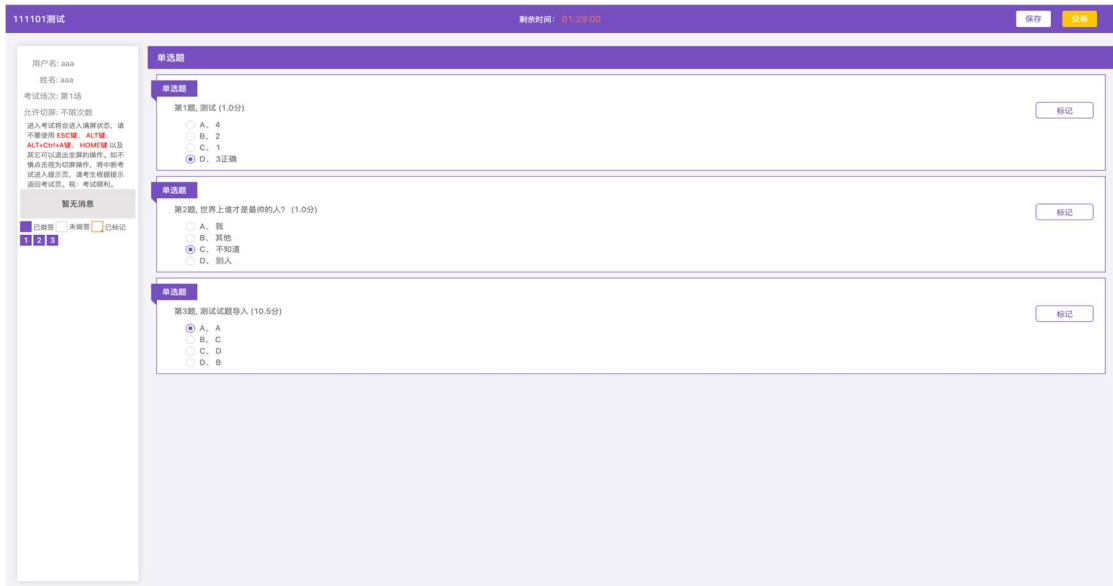 111101测试
剩余时间: 01:29:00
保存
交卷
用户名: aaa
姓名: aaa
考试场次: 第1场
允许切屏: 不限次数
进入考试将会进入满屏状态, 请
不要使用 ESC键、 ALT键、
ALT+Ctrl+A键、 HOME键 以及
其它可以退出全屏的操作。如不
慎点击视为切屏操作, 将中断考
试进入提示页, 请考生根据提示
返回考试页。祝: 考试顺利。
暂无消息
已做答 未做答 已标记
1 2 3
单选题
单选题
第1题, 测试 (1.0分)
标记
A、 4
B、 2
C、 1
D、 3正确
单选题
第2题, 世界上谁才是最帅的人? (1.0分)
标记
A、 我
B、 其他
C、 不知道
D、 别人
单选题
第3题, 测试试题导入 (10.5分)
标记
A、 A
B、 C
C、 D
D、 B